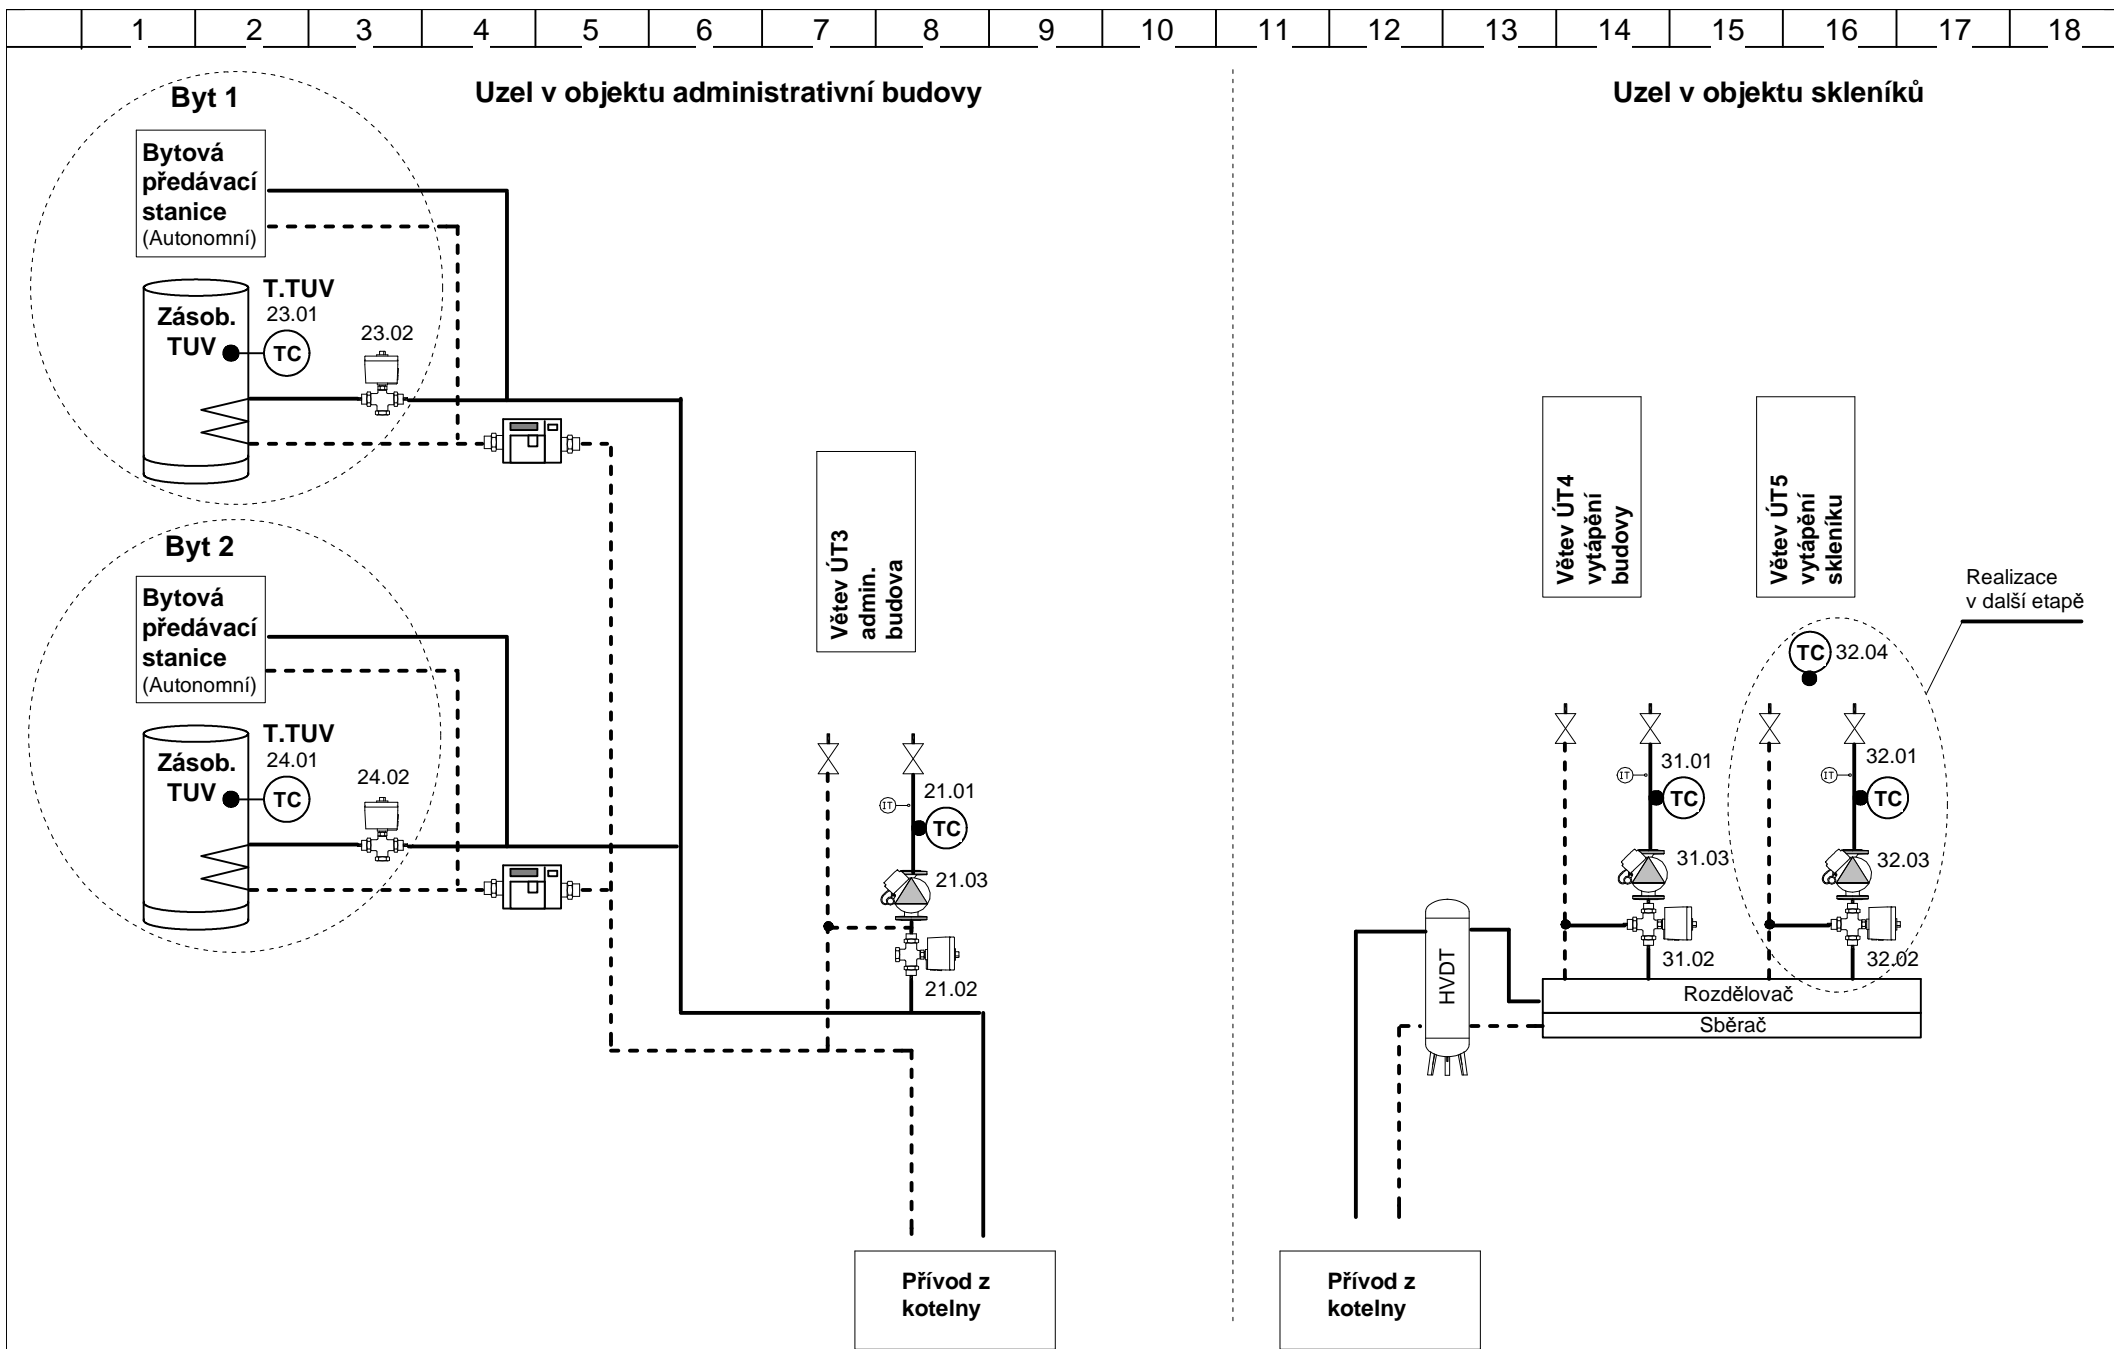 1 2 3 4 5 6 7 8 9 10 11 12 13 14 15 16 17 18
Uzel v objektu administrativní budovy
Uzel v objektu skleníků
Byt 1
Bytová
předávací
stanice
(Autonomní)
T.TUV
23.01
Zásob.
TUV
TC
23.02
Byt 2
Bytová
předávací
stanice
(Autonomní)
T.TUV
24.01
Zásob.
TUV
TC
24.02
Větev ÚT3
admin.
budova
21.01
IT
TC
21.03
21.02
Přívod z
kotelny
Větev ÚT4
vytápění
budovy
Větev ÚT5
vytápění
skleníku
Realizace
v další etapě
TC
32.04
31.01
IT
TC
31.03
31.02
32.01
IT
TC
32.03
32.02
HVDT
Rozdělovač
Sběrač
Přívod z
kotelny